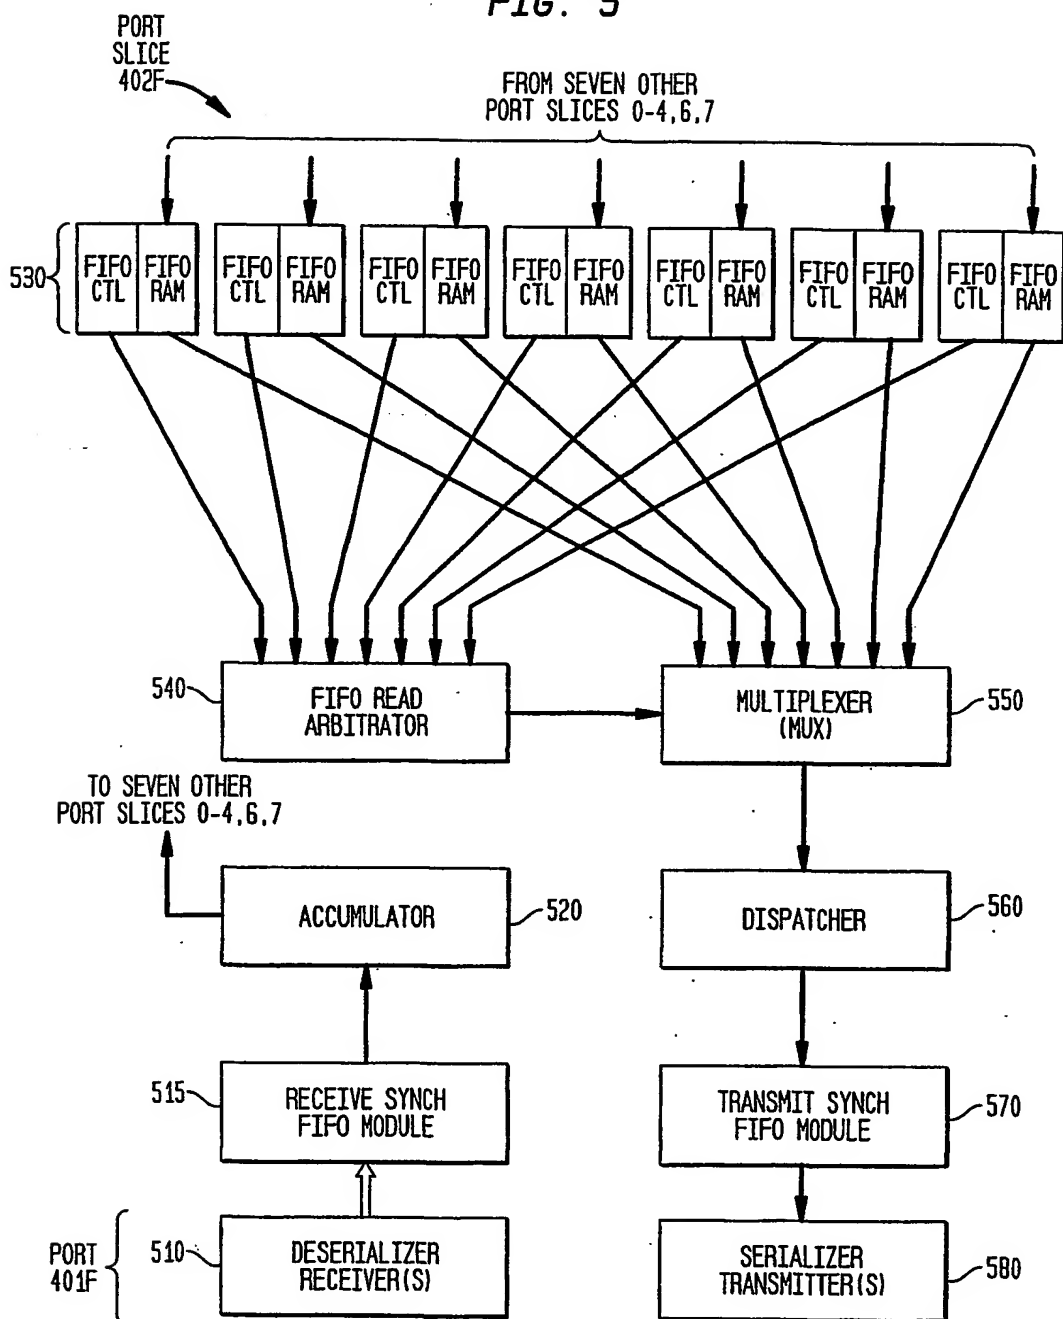 FIG. 5
PORT
SLICE
402F
FROM SEVEN OTHER
PORT SLICES 0-4,6,7
530
FIFO CTL
FIFO RAM
FIFO CTL
FIFO RAM
FIFO CTL
FIFO RAM
FIFO CTL
FIFO RAM
FIFO CTL
FIFO RAM
FIFO CTL
FIFO RAM
FIFO CTL
FIFO RAM
540
FIFO READ
ARBITRATOR
MULTIPLEXER
(MUX)
550
TO SEVEN OTHER
PORT SLICES 0-4,6,7
ACCUMULATOR
520
DISPATCHER
560
515
RECEIVE SYNCH
FIFO MODULE
TRANSMIT SYNCH
FIFO MODULE
570
PORT
401F
510
DESERIALIZER
RECEIVER(S)
SERIALIZER
TRANSMITTER(S)
580